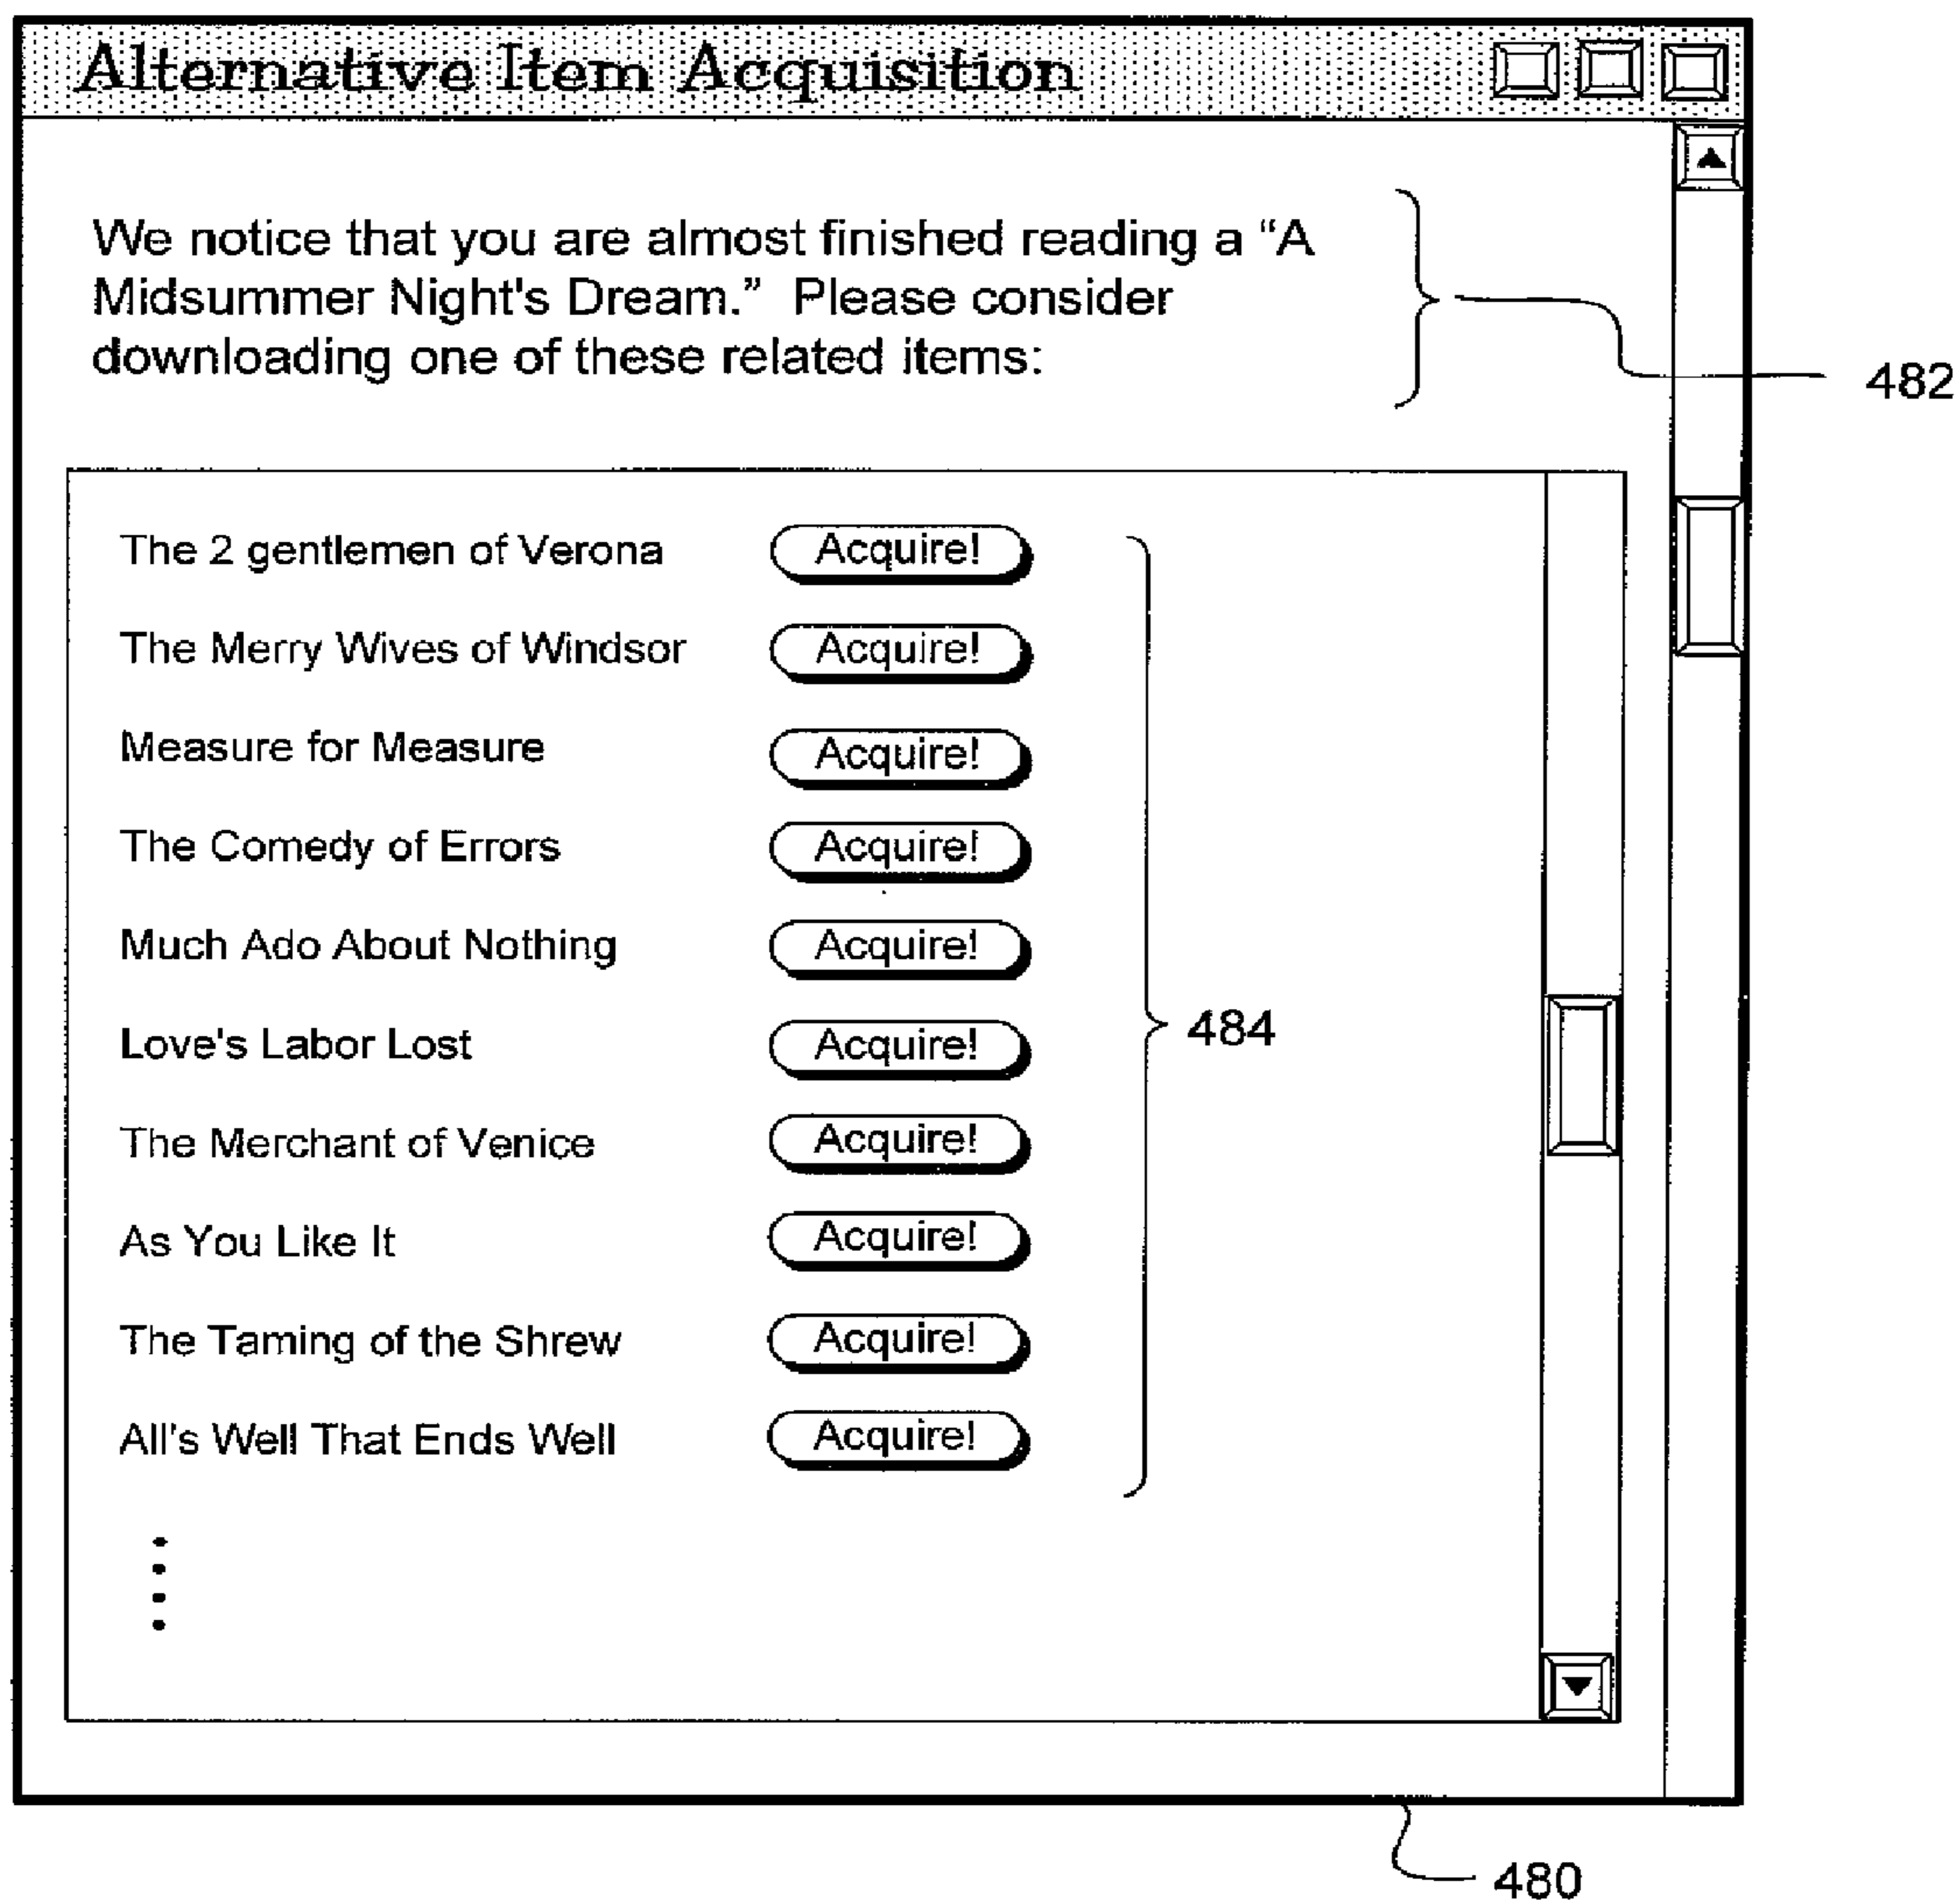 Alternative Item Acquisition
We notice that you are almost finished reading a “A
Midsummer Night's Dream.” Please consider
downloading one of these related items:
482
The 2 gentlemen of Verona Acquire!
The Merry Wives of Windsor Acquire!
Measure for Measure Acquire!
The Comedy of Errors Acquire!
Much Ado About Nothing Acquire!
484
Love's Labor Lost Acquire!
The Merchant of Venice Acquire!
As You Like It Acquire!
The Taming of the Shrew Acquire!
All's Well That Ends Well Acquire!
480